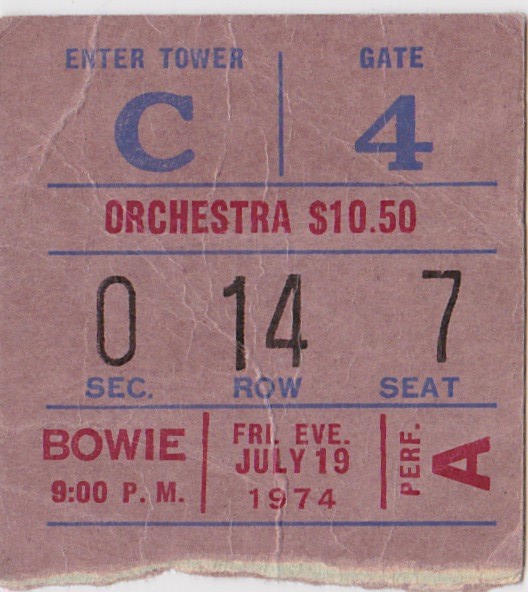 ENTER TOWER GATE
C 4
ORCHESTRA $10.50
0 14 7
SEC. ROW SEAT
BOWIE FRI. EVE. PERF. A
JULY 19
9:00 P. M. 1974